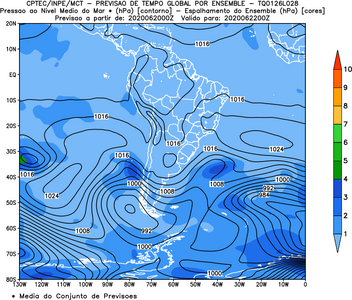 CPTEC/INPE/MCT – PREVISAO DE TEMPO GLOBAL POR ENSEMBLE – TQ0126L028
Pressao ao Nivel Medio do Mar * (hPa) [contorno] – Espalhamento do Ensemble (hPa) [cores]
Previsao a partir de: 2020062000Z Valido para: 2020062200Z
20N
10N
EQ
10S
20S
30S
40S
50S
60S
70S
80S
130W 120W 110W 100W 90W 80W 70W 60W 50W 40W 30W 20W 10W 0
1016
1016
1016
1016
1016
1024
1016
1000
1008
1008
1000
1024
992
984
1008
992
1000
1000
10
9
8
7
6
5
4
3
2
1
* Media do Conjunto de Previsoes